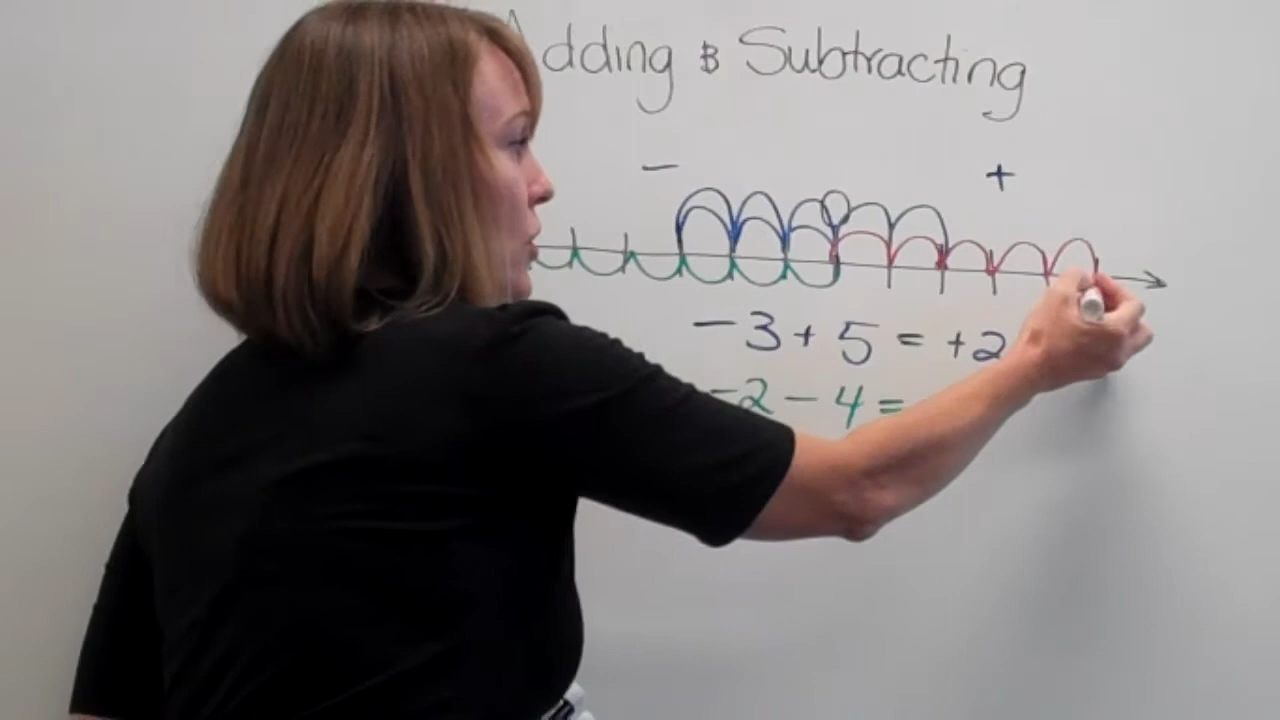 Adding & Subtracting
− +
−3 + 5 = +2
−2 − 4 =